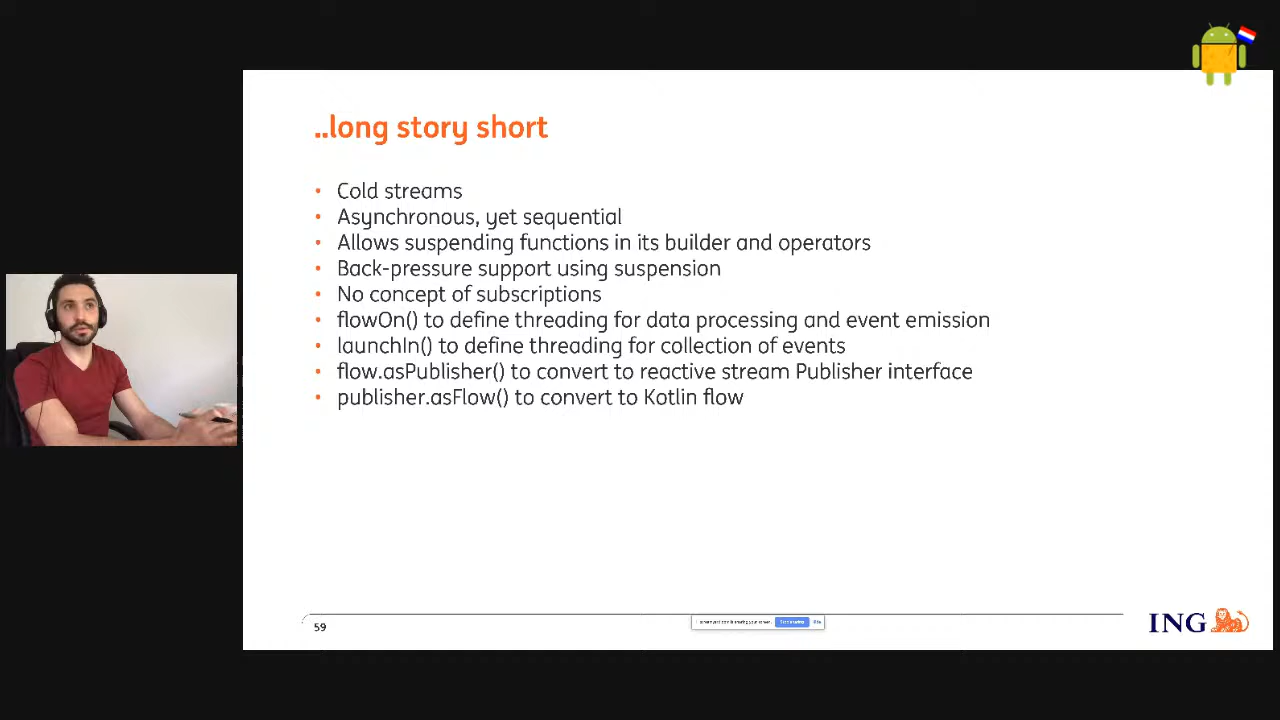 ..long story short
• Cold streams
• Asynchronous, yet sequential
• Allows suspending functions in its builder and operators
• Back-pressure support using suspension
• No concept of subscriptions
• flowOn() to define threading for data processing and event emission
• launchIn() to define threading for collection of events
• flow.asPublisher() to convert to reactive stream Publisher interface
• publisher.asFlow() to convert to Kotlin flow
59
ING